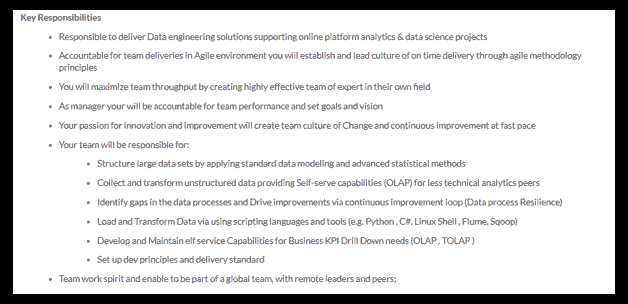 Key Responsibilities
• Responsible to deliver Data engineering solutions supporting online platform analytics & data science projects
• Accountable for team deliveries in Agile environment you will establish and lead culture of on time delivery through agile methodology
principles
• You will maximize team throughput by creating highly effective team of expert in their own field
• As manager your will be accountable for team performance and set goals and vision
• Your passion for innovation and improvement will create team culture of Change and continuous improvement at fast pace
• Your team will be responsible for:
• Structure large data sets by applying standard data modeling and advanced statistical methods
• Collect and transform unstructured data providing Self-serve capabilities (OLAP) for less technical analytics peers
• Identify gaps in the data processes and Drive improvements via continuous improvement loop (Data process Resilience)
• Load and Transform Data via using scripting languages and tools (e.g. Python , C#, Linux Shell , Flume, Sqoop)
• Develop and Maintain elf service Capabilities for Business KPI Drill Down needs (OLAP , TOLAP )
• Set up dev principles and delivery standard
• Team work spirit and enable to be part of a global team, with remote leaders and peers;